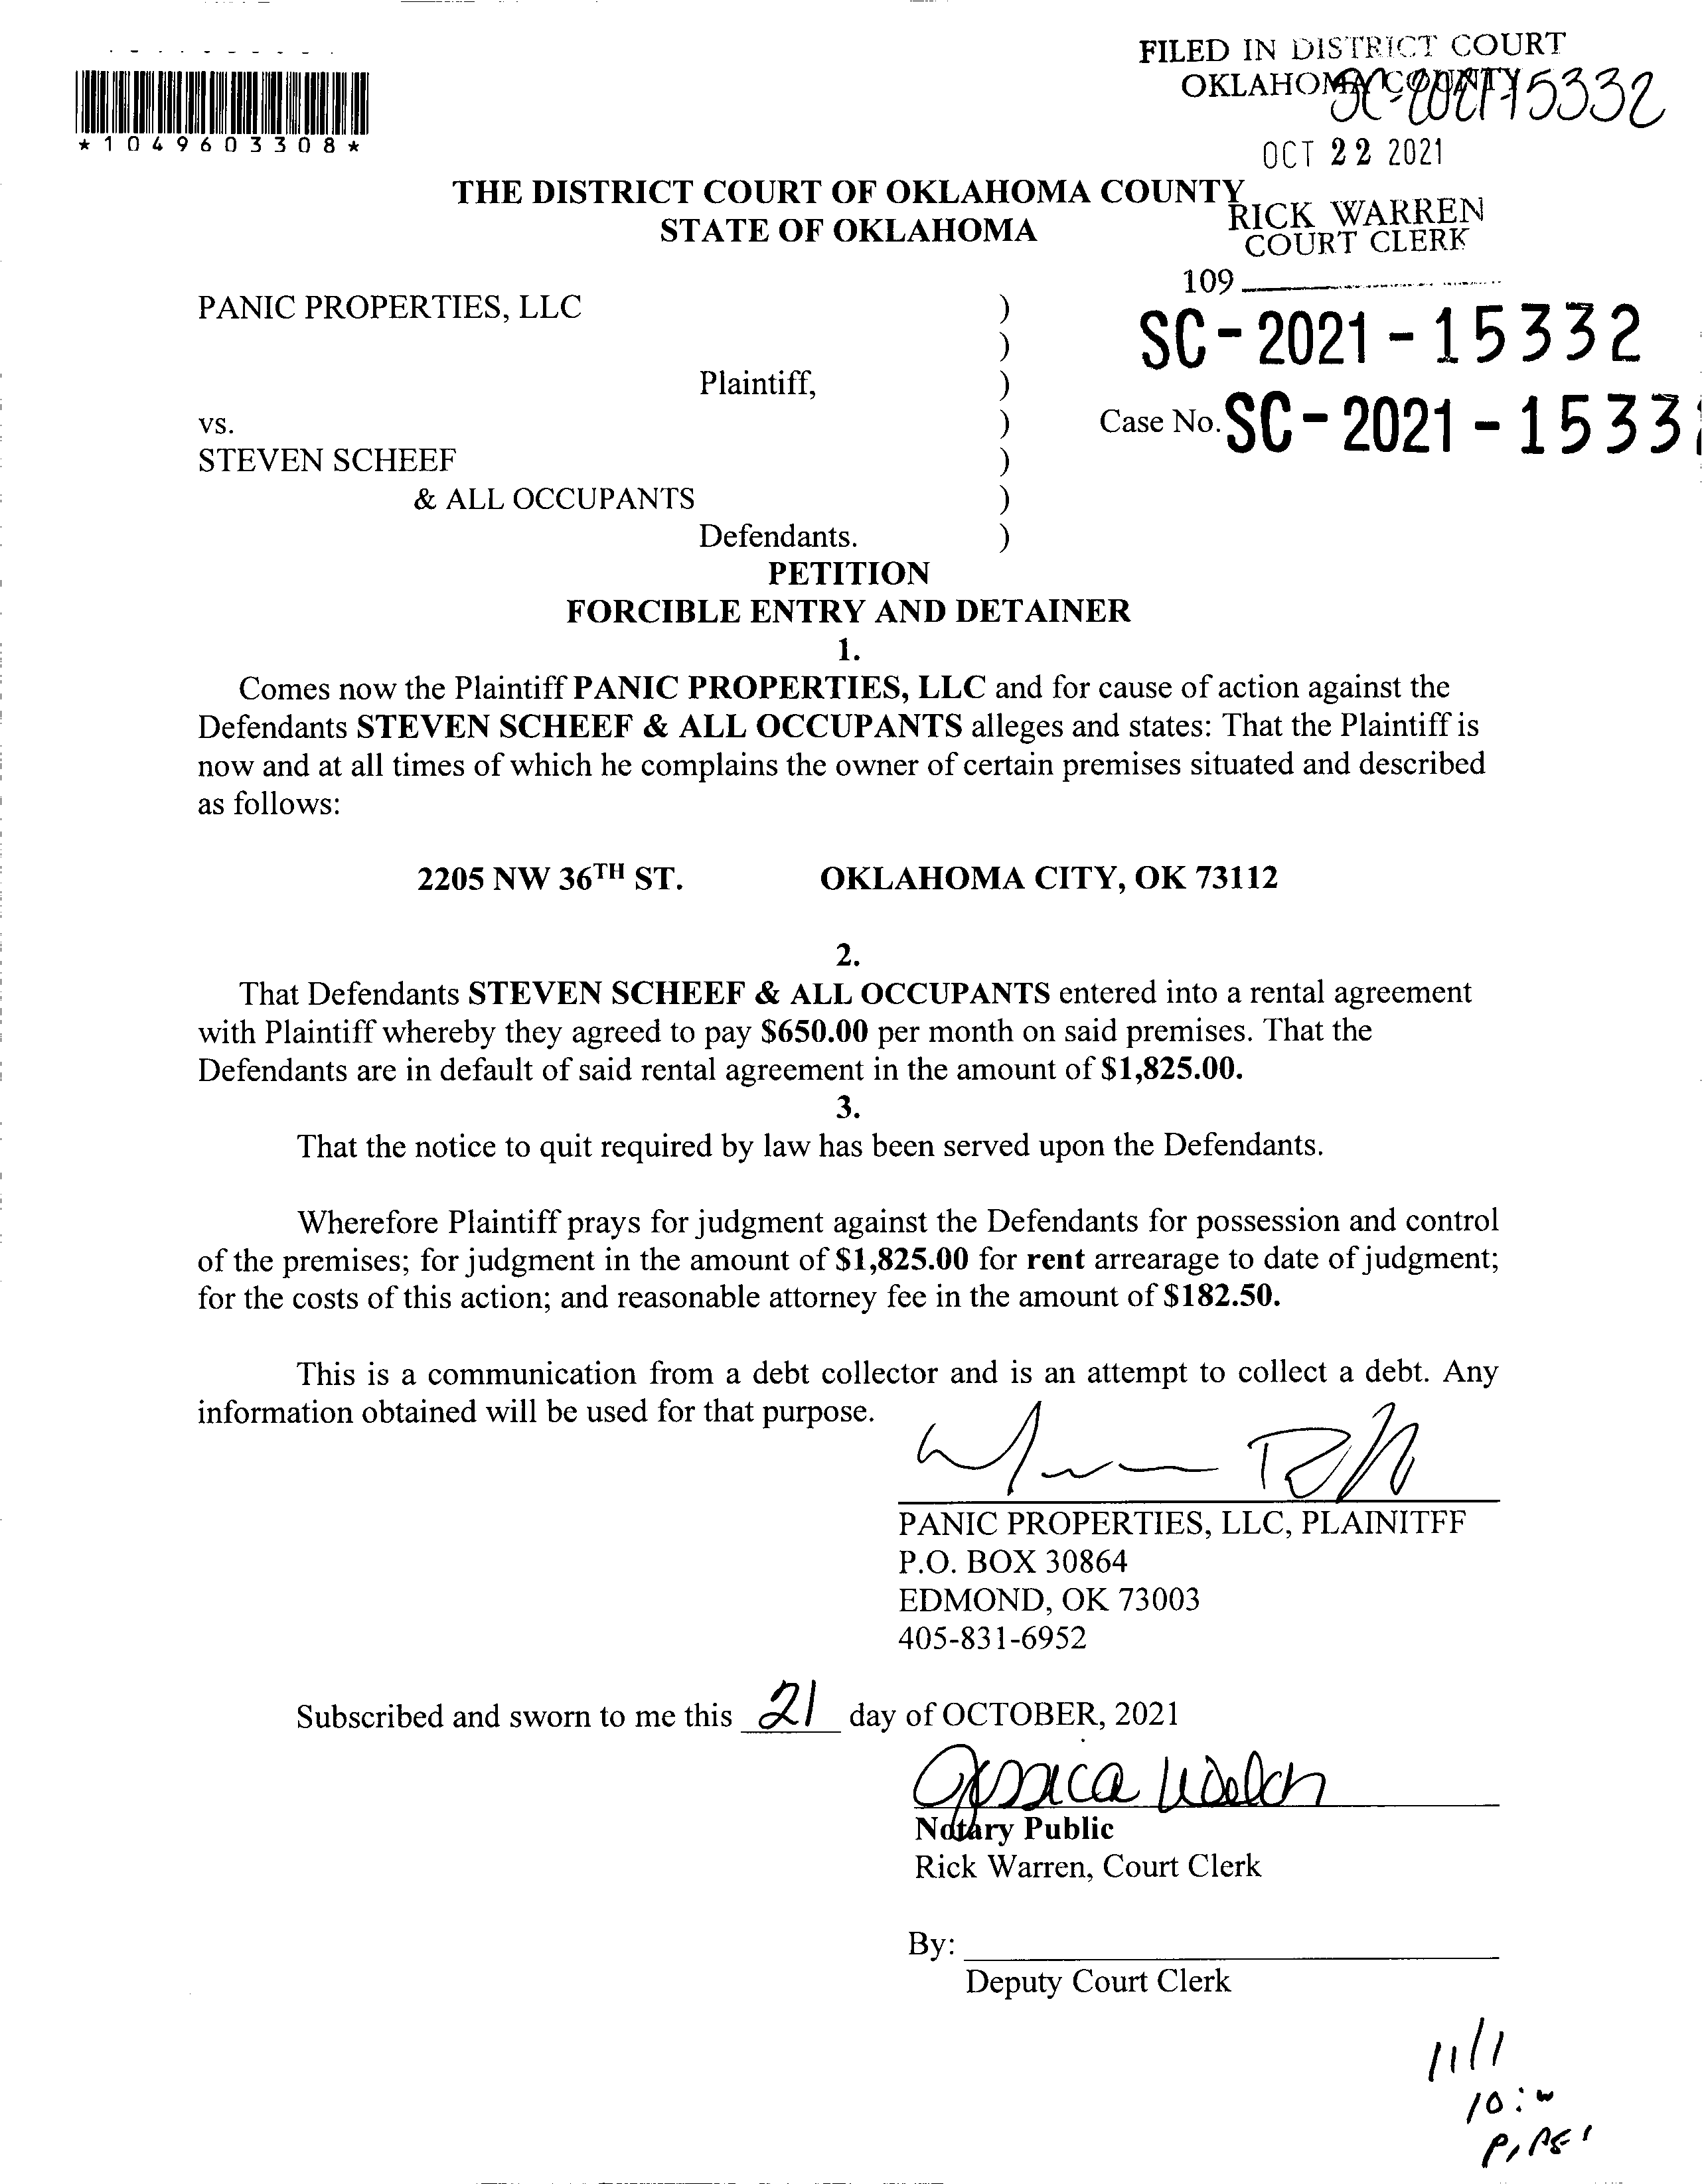 FILED IN DISTRICT COURT
OKLAHOMA COUNTY
SC-2021-15332
*1049603308*
OCT 22 2021
THE DISTRICT COURT OF OKLAHOMA COUNTY
STATE OF OKLAHOMA
RICK WARREN
COURT CLERK
109
PANIC PROPERTIES, LLC )
)
SC-2021-15332
Plaintiff, )
vs. )
Case No. SC-2021-1533
STEVEN SCHEEF )
& ALL OCCUPANTS )
Defendants. )
PETITION
FORCIBLE ENTRY AND DETAINER
1.
Comes now the Plaintiff PANIC PROPERTIES, LLC and for cause of action against the
Defendants STEVEN SCHEEF & ALL OCCUPANTS alleges and states: That the Plaintiff is
now and at all times of which he complains the owner of certain premises situated and described
as follows:
2205 NW 36TH ST. OKLAHOMA CITY, OK 73112
2.
That Defendants STEVEN SCHEEF & ALL OCCUPANTS entered into a rental agreement
with Plaintiff whereby they agreed to pay $650.00 per month on said premises. That the
Defendants are in default of said rental agreement in the amount of $1,825.00.
3.
That the notice to quit required by law has been served upon the Defendants.
Wherefore Plaintiff prays for judgment against the Defendants for possession and control
of the premises; for judgment in the amount of $1,825.00 for rent arrearage to date of judgment;
for the costs of this action; and reasonable attorney fee in the amount of $182.50.
This is a communication from a debt collector and is an attempt to collect a debt. Any
information obtained will be used for that purpose.
PANIC PROPERTIES, LLC, PLAINITFF
P.O. BOX 30864
EDMOND, OK 73003
405-831-6952
Subscribed and sworn to me this 21 day of OCTOBER, 2021
Jessica Welch
Notary Public
Rick Warren, Court Clerk
By:
Deputy Court Clerk
11/1